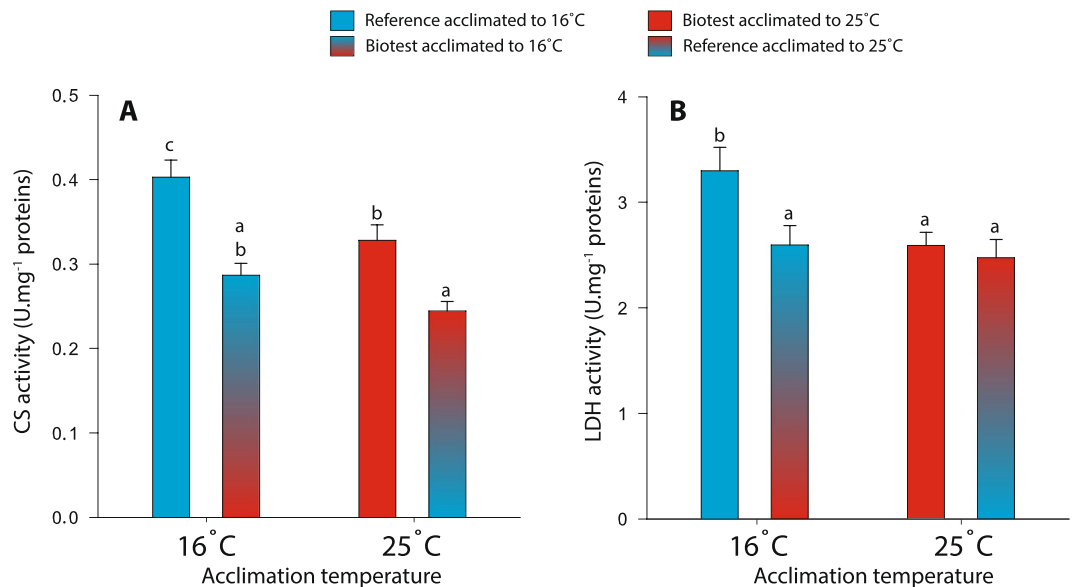 Reference acclimated to 16˚C
Biotest acclimated to 16˚C
Biotest acclimated to 25˚C
Reference acclimated to 25˚C
A
CS activity (U.mg⁻¹ proteins)
0.5
0.4
0.3
0.2
0.1
0.0
c
a
b
b
a
16˚C
25˚C
Acclimation temperature
B
LDH activity (U.mg⁻¹ proteins)
4
3
2
1
0
b
a
a
a
16˚C
25˚C
Acclimation temperature